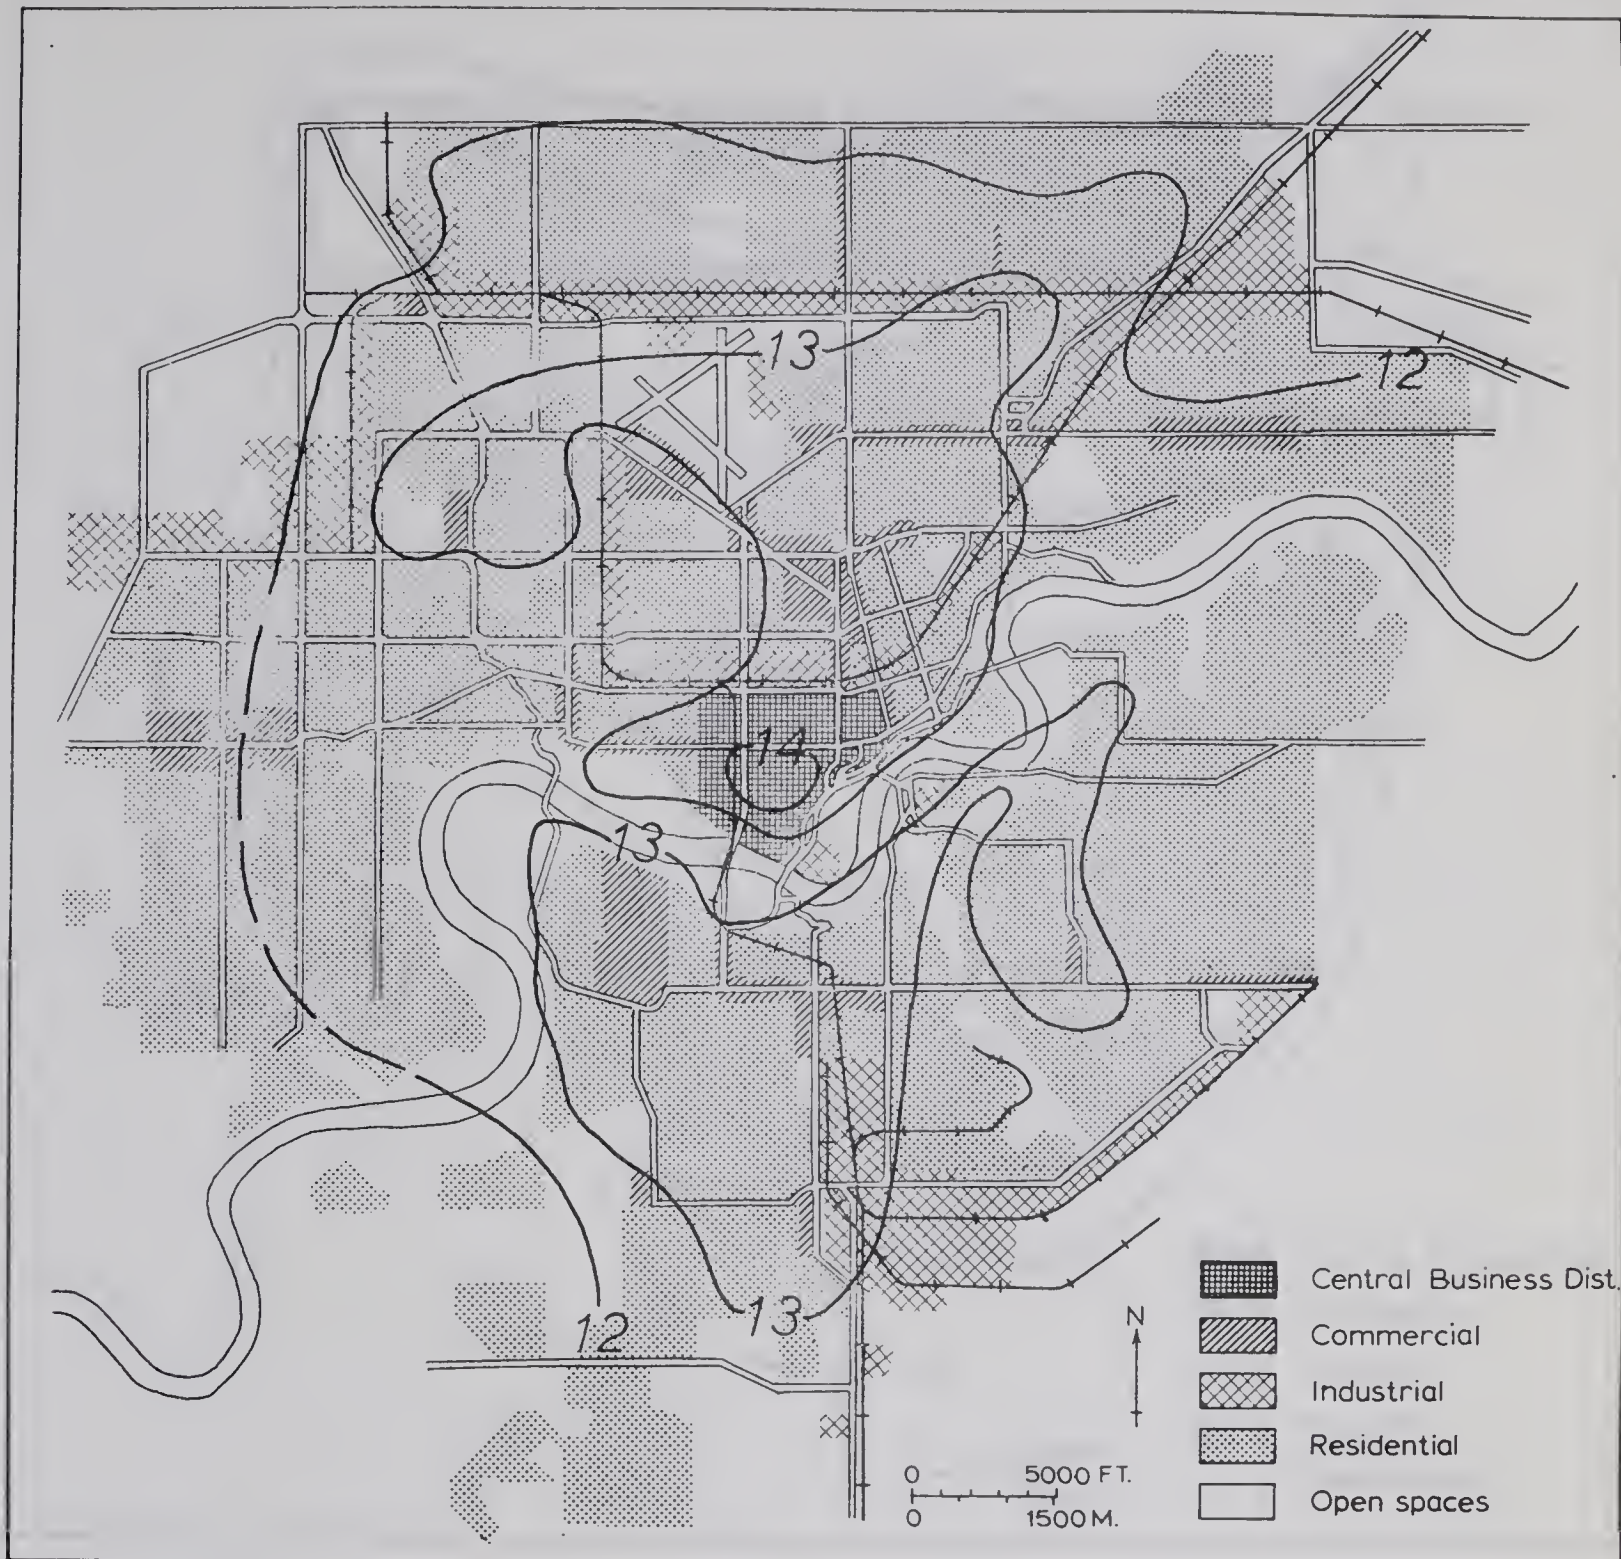 13
12
14
13
13
12
N
0 5000 FT.
0 1500 M.
Central Business Dist.
Commercial
Industrial
Residential
Open spaces